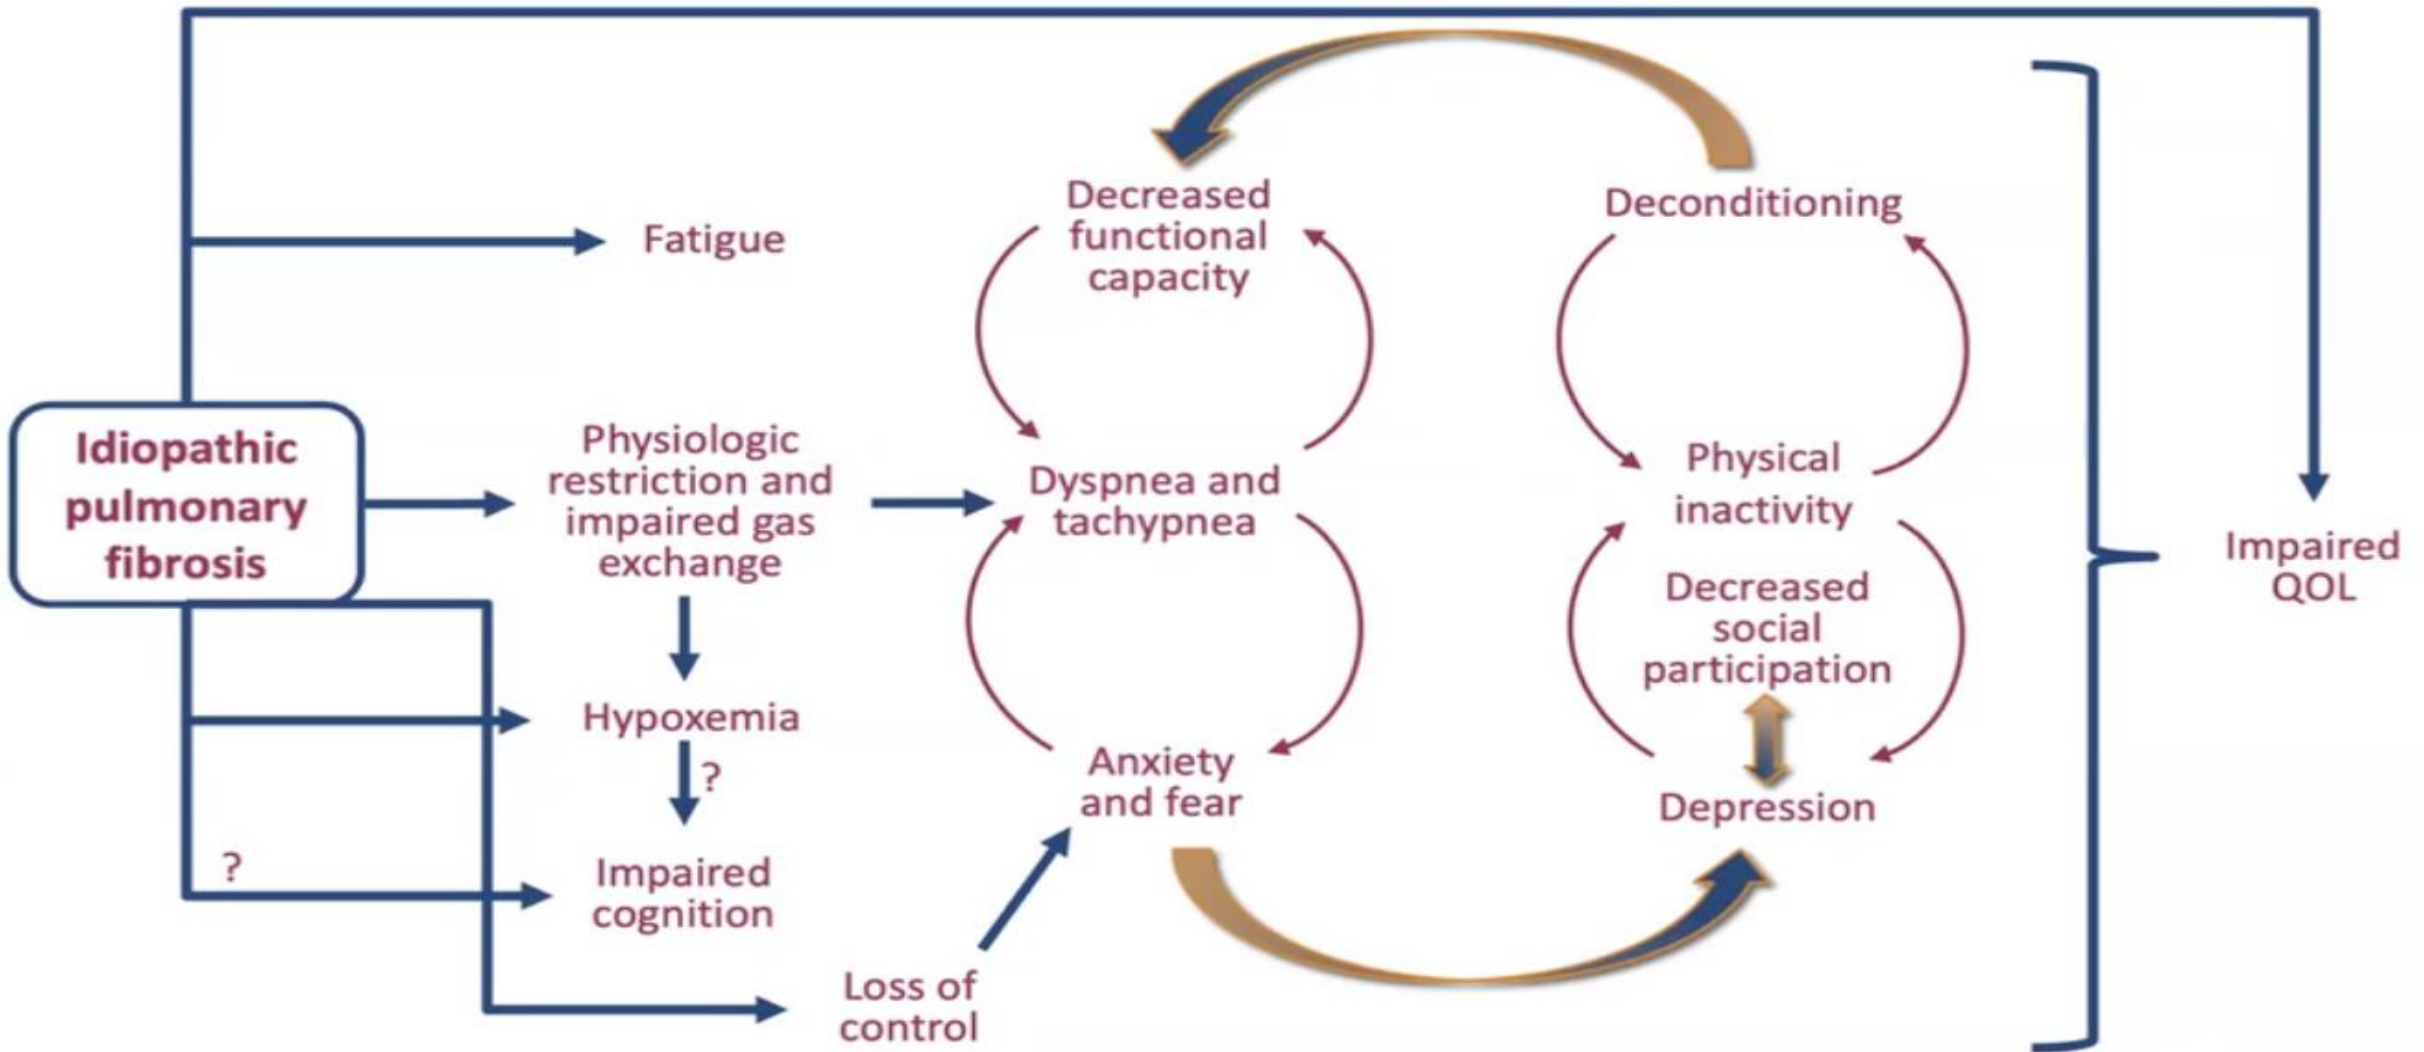 Fatigue
Decreased
functional
capacity
Deconditioning
Idiopathic
pulmonary
fibrosis
Physiologic
restriction and
impaired gas
exchange
Dyspnea and
tachypnea
Physical
inactivity
Decreased
social
participation
Impaired
QOL
Hypoxemia
?
Anxiety
and fear
Depression
?
Impaired
cognition
Loss of
control